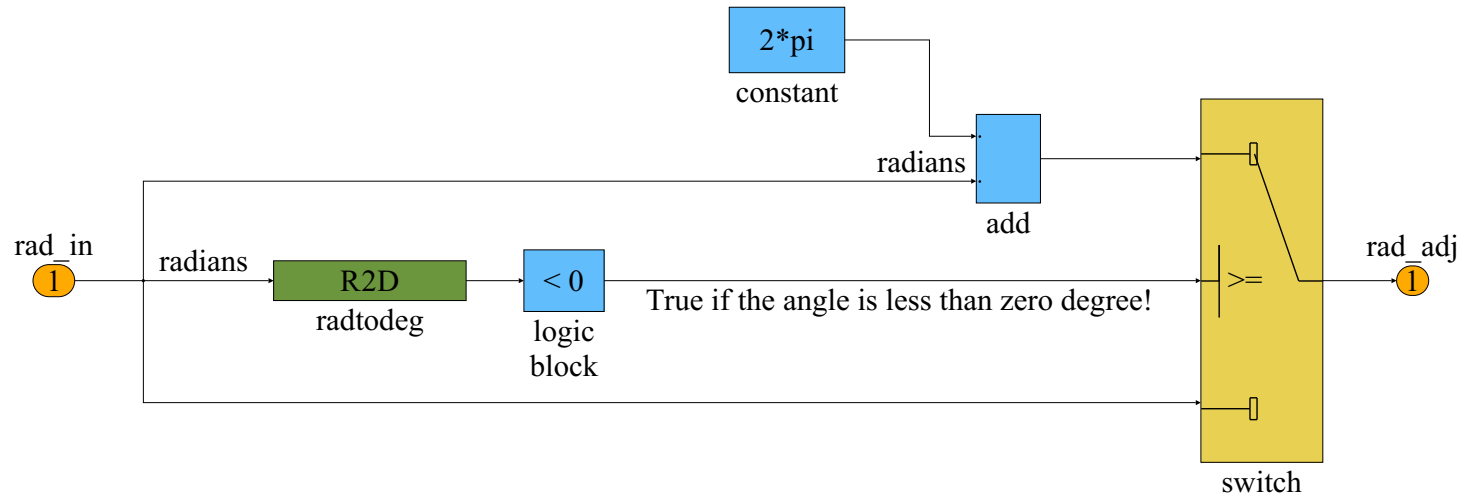 2*pi
constant
radians
add
rad_in
1
radians
R2D
radtodeg
< 0
logic
block
True if the angle is less than zero degree!
>=
switch
rad_adj
1